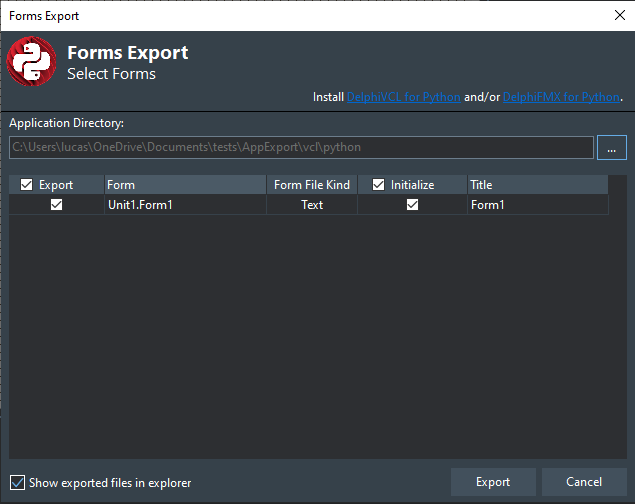 Forms Export
Forms Export
Select Forms
Install DelphiVCL for Python and/or DelphiFMX for Python.
Application Directory:
C:\Users\lucas\OneDrive\Documents\tests\AppExport\vcl\python
...
Export Form Form File Kind Initialize Title
Unit1.Form1 Text Form1
Show exported files in explorer
Export Cancel